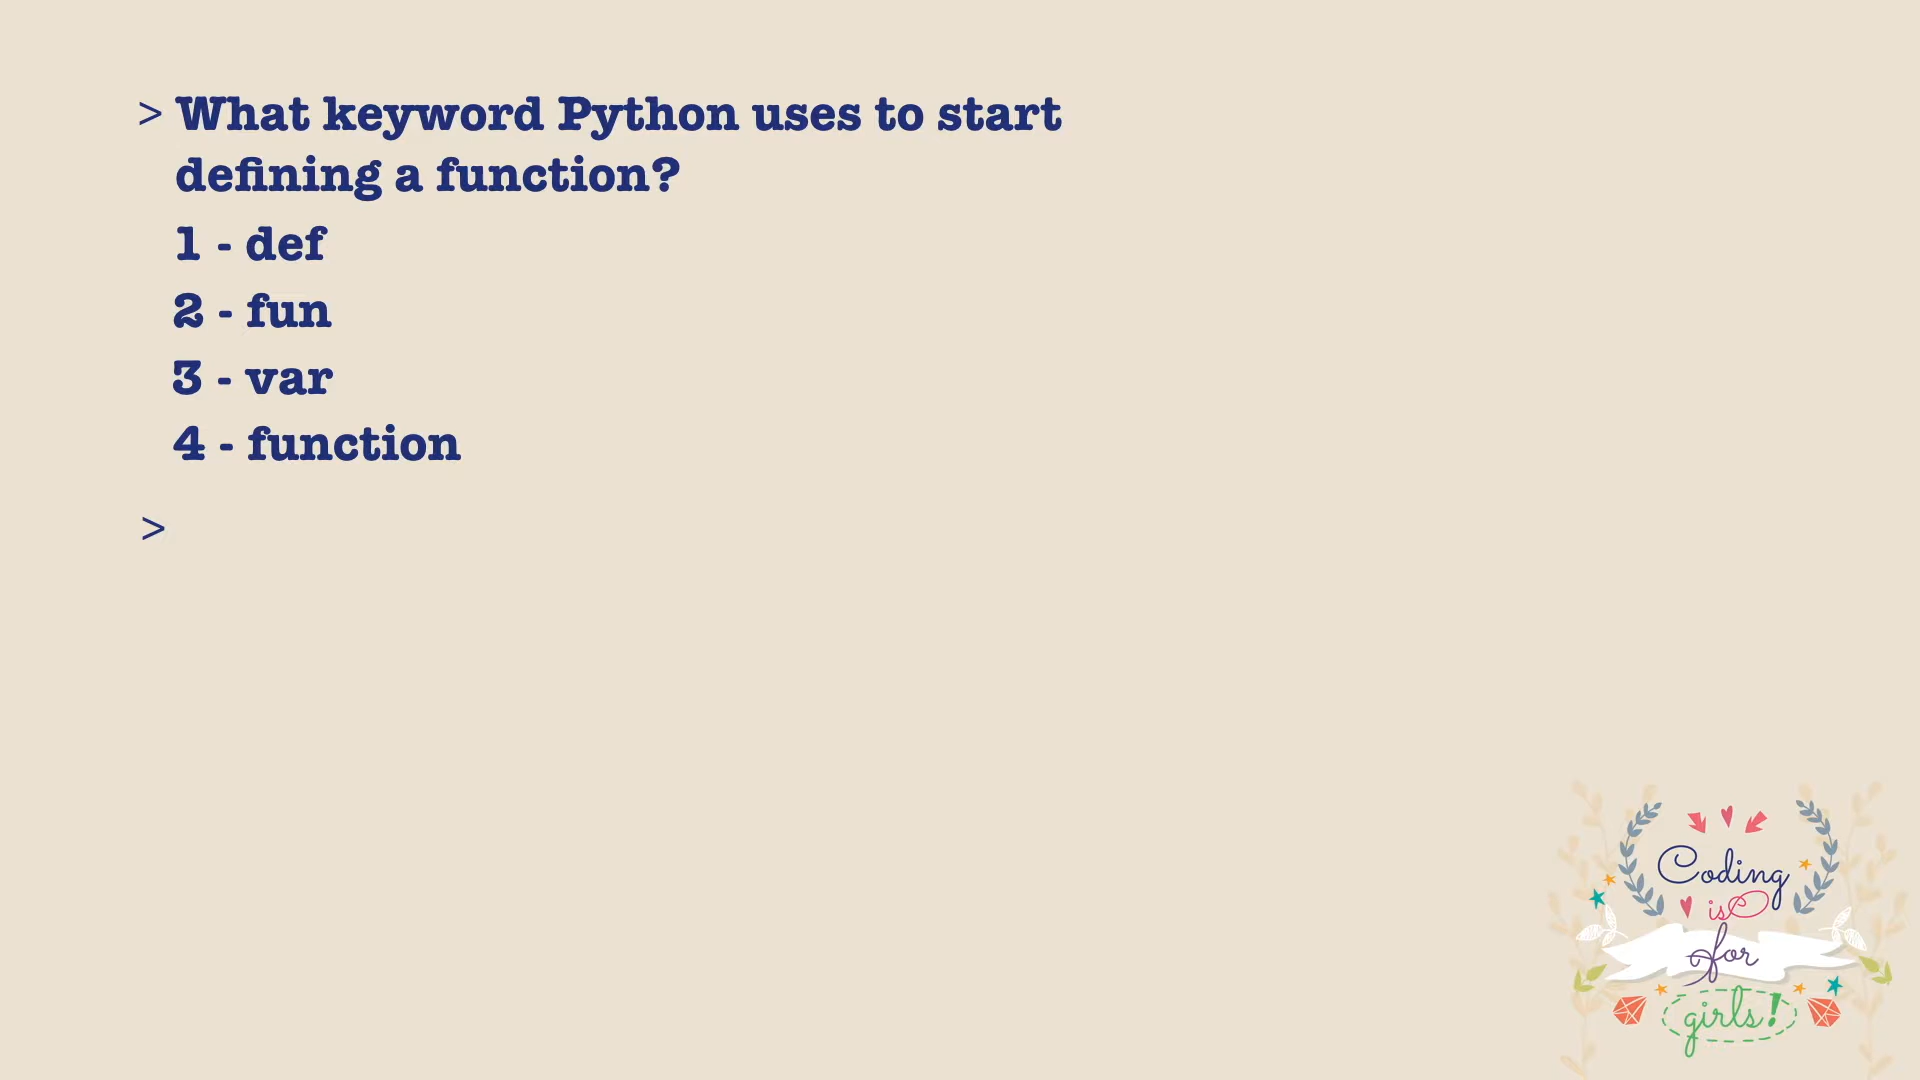 > What keyword Python uses to start
defining a function?
1 - def
2 - fun
3 - var
4 - function
>
Coding
is
for
girls!